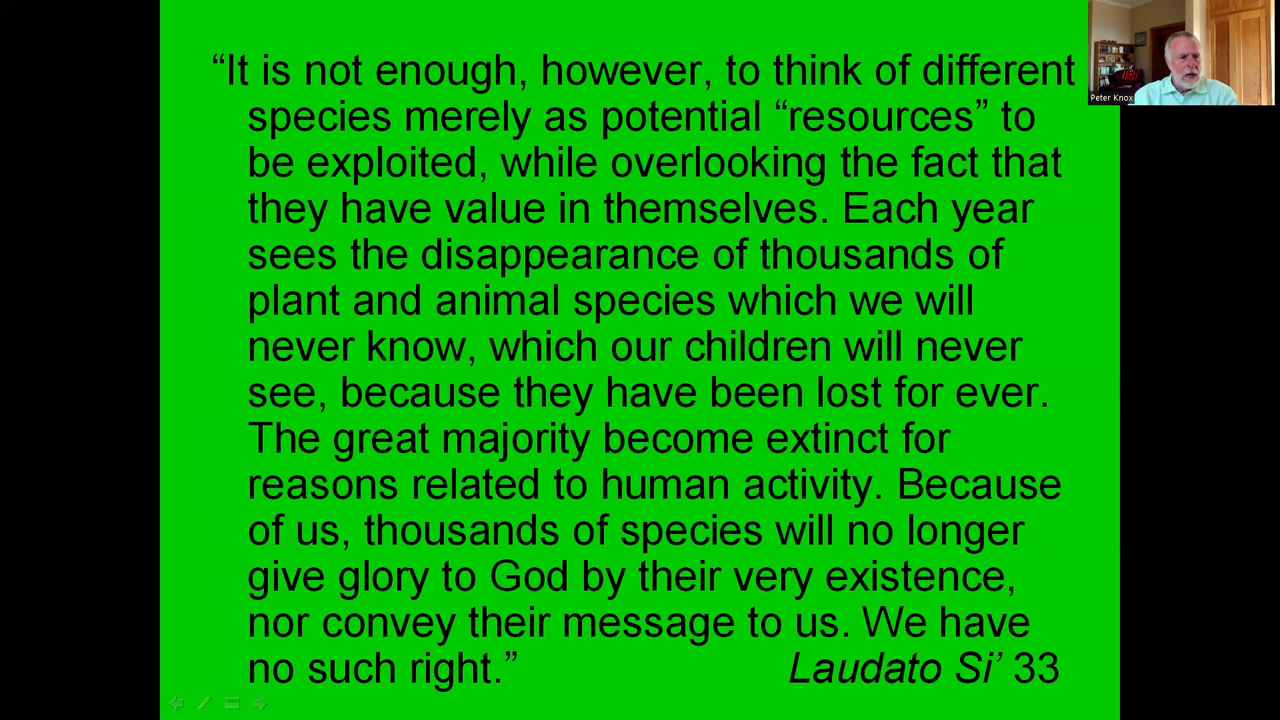 “It is not enough, however, to think of different
species merely as potential “resources” to
be exploited, while overlooking the fact that
they have value in themselves. Each year
sees the disappearance of thousands of
plant and animal species which we will
never know, which our children will never
see, because they have been lost for ever.
The great majority become extinct for
reasons related to human activity. Because
of us, thousands of species will no longer
give glory to God by their very existence,
nor convey their message to us. We have
no such right.” Laudato Si’ 33
Peter Knox